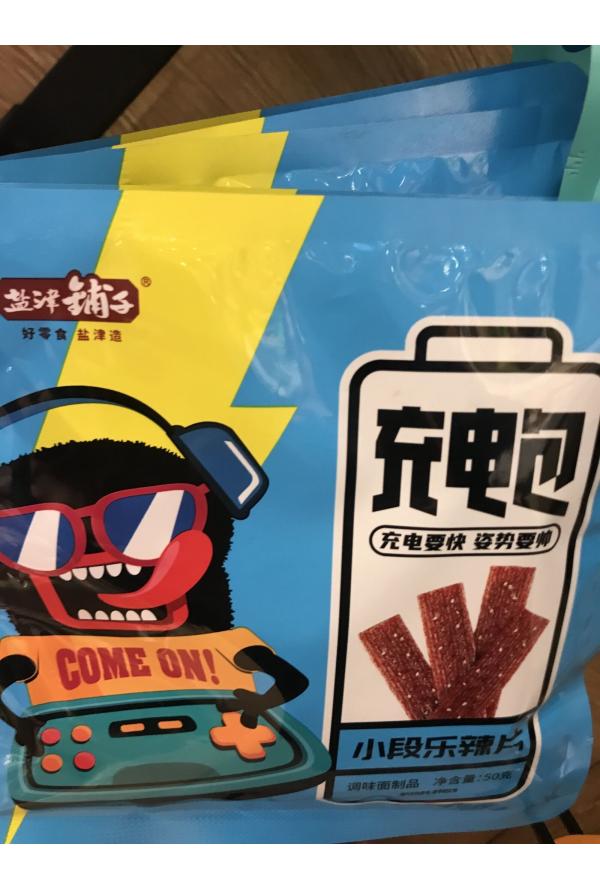 盐津铺子®
好零食 盐津造
充电包
充电要快 姿势要帅
COME ON!
小段乐辣片
调味面制品 净含量:50克